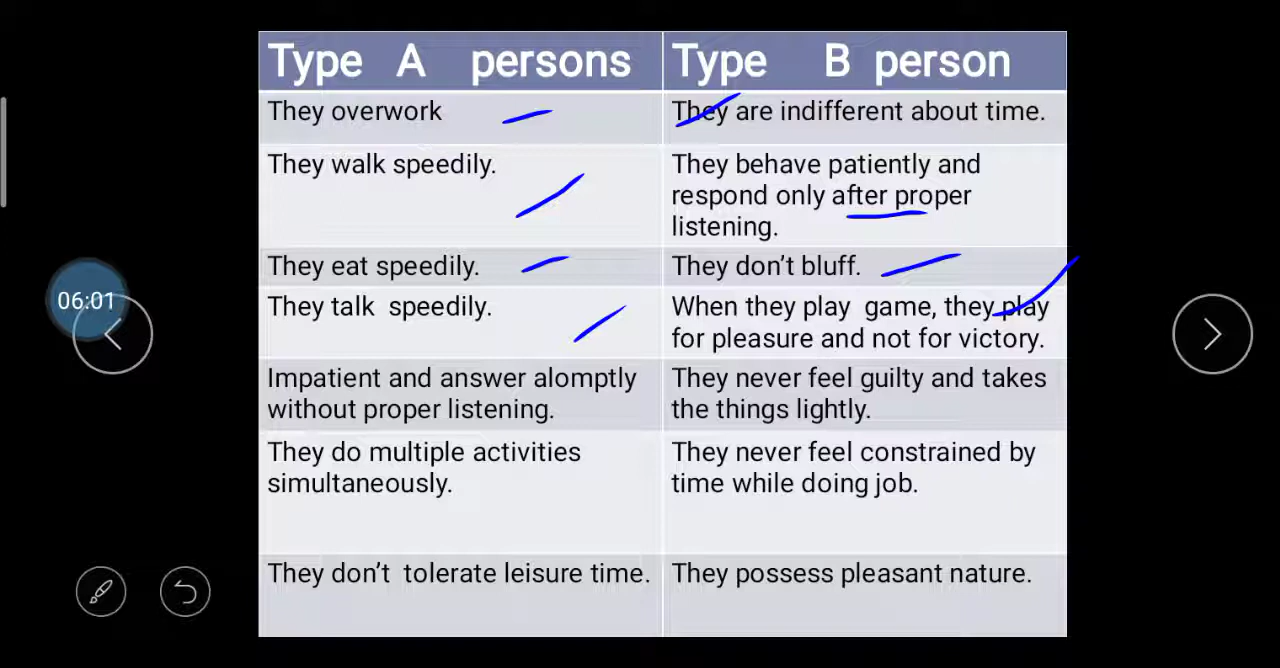 Type A persons
Type B person
They overwork
They are indifferent about time.
They walk speedily.
They behave patiently and
respond only after proper
listening.
They eat speedily.
They don't bluff.
They talk speedily.
When they play game, they play
for pleasure and not for victory.
Impatient and answer alomptly
without proper listening.
They never feel guilty and takes
the things lightly.
They do multiple activities
simultaneously.
They never feel constrained by
time while doing job.
They don't tolerate leisure time.
They possess pleasant nature.
06:01